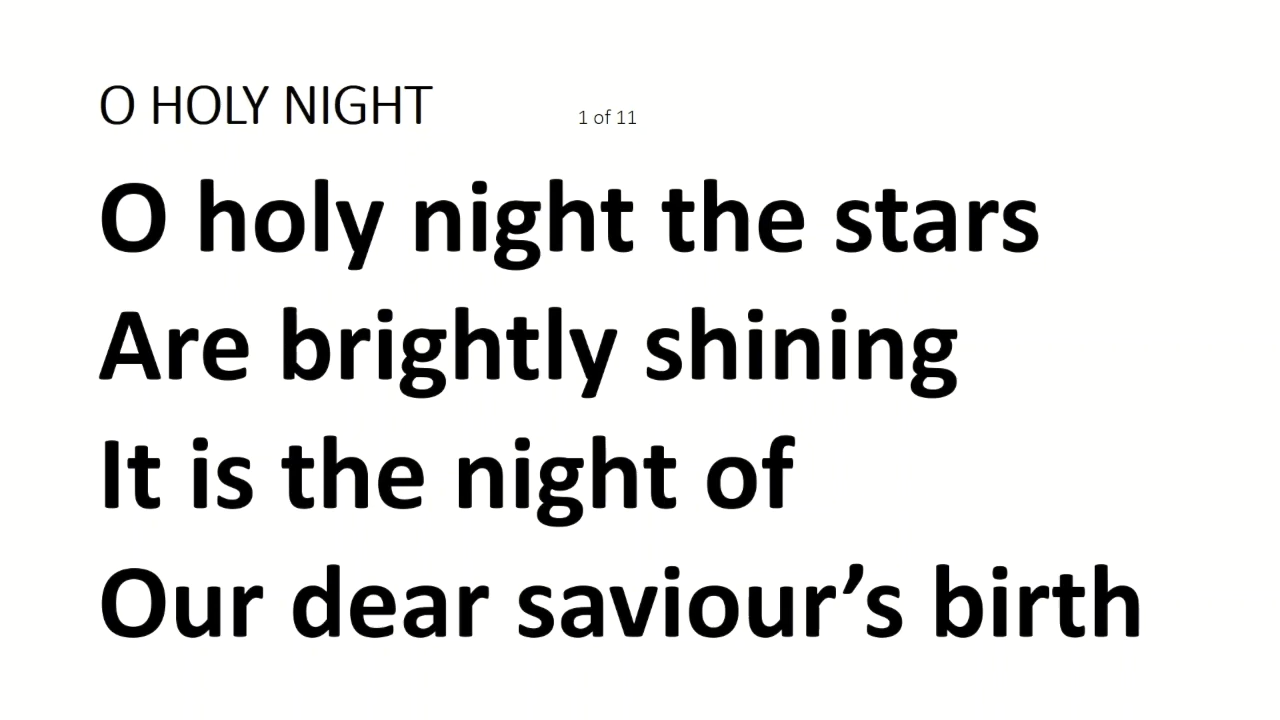 O HOLY NIGHT 1 of 11
O holy night the stars
Are brightly shining
It is the night of
Our dear saviour’s birth